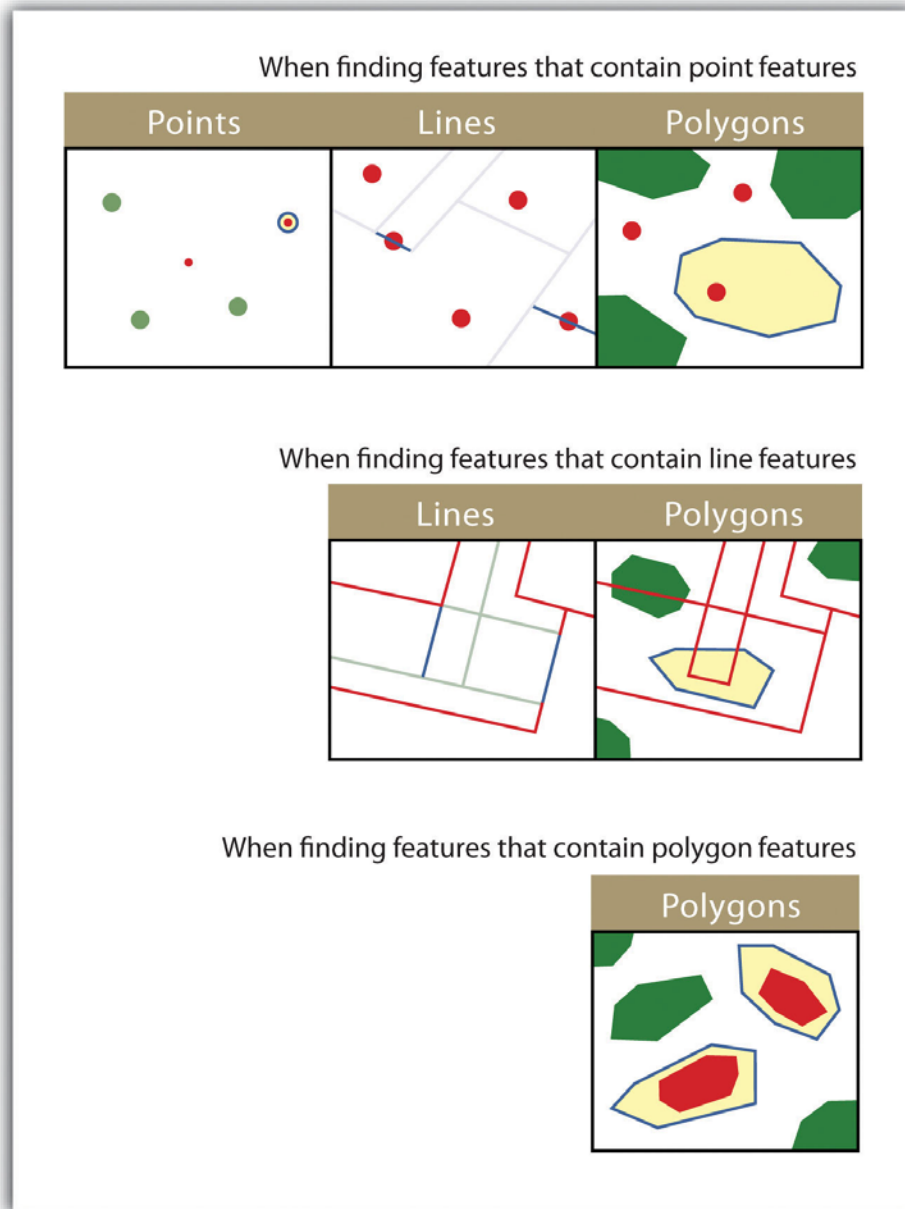 When finding features that contain point features
Points Lines Polygons
When finding features that contain line features
Lines Polygons
When finding features that contain polygon features
Polygons